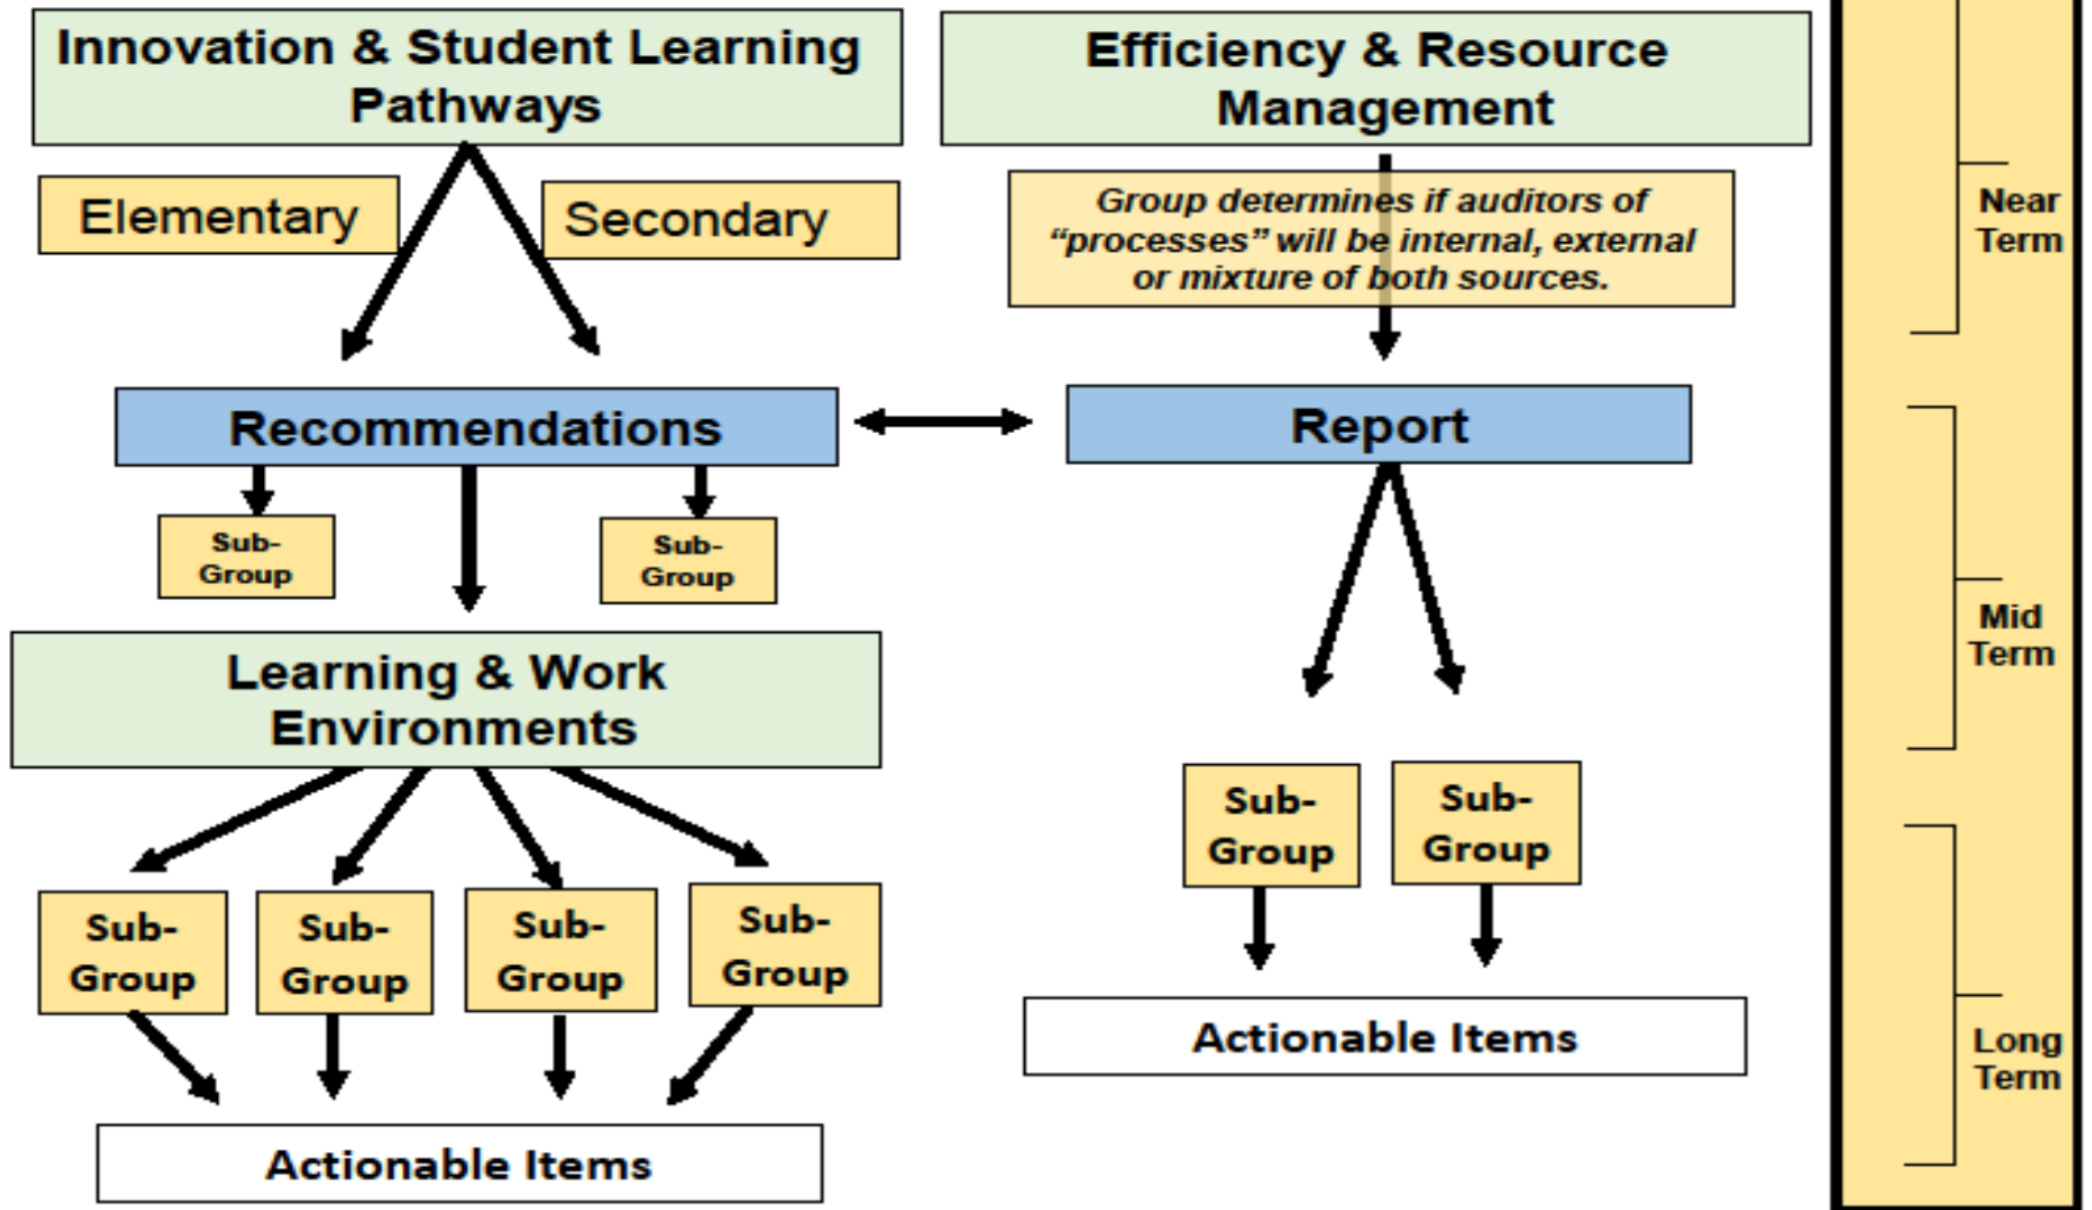 Innovation & Student Learning
Pathways
Efficiency & Resource
Management
Elementary
Secondary
Group determines if auditors of
“processes” will be internal, external
or mixture of both sources.
Near
Term
Recommendations
Report
Sub-
Group
Sub-
Group
Mid
Term
Learning & Work
Environments
Sub-
Group
Sub-
Group
Sub-
Group
Sub-
Group
Sub-
Group
Sub-
Group
Long
Term
Actionable Items
Actionable Items